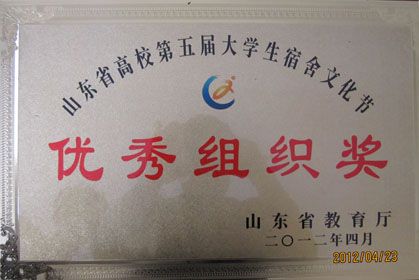 山东省高校第五届大学生宿舍文化节
优秀组织奖
山东省教育厅
二〇一二年四月
2012/04/23